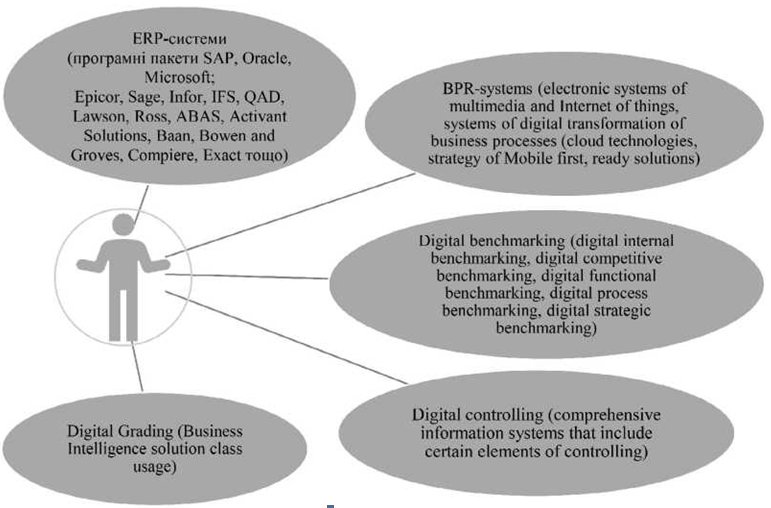 ERP-системи
(програмні пакети SAP, Oracle,
Microsoft;
Epicor, Sage, Infor, IFS, QAD,
Lawson, Ross, ABAS, Activant
Solutions, Baan, Bowen and
Groves, Compiere, Exact тощо)
BPR-systems (electronic systems of
multimedia and Internet of things,
systems of digital transformation of
business processes (cloud technologies,
strategy of Mobile first, ready solutions)
Digital benchmarking (digital internal
benchmarking, digital competitive
benchmarking, digital functional
benchmarking, digital process
benchmarking, digital strategic
benchmarking)
Digital controlling (comprehensive
information systems that include
certain elements of controlling)
Digital Grading (Business
Intelligence solution class
usage)